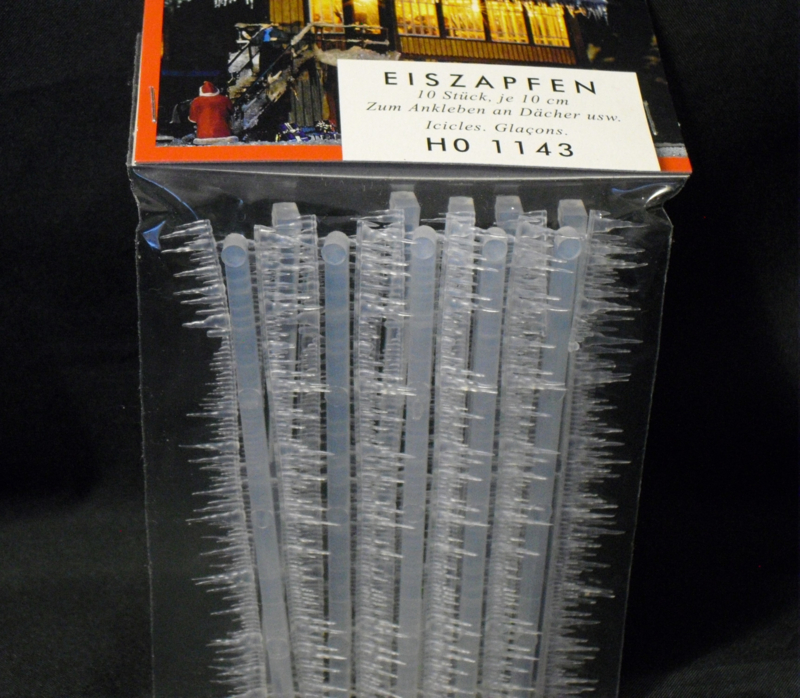 EISZAPFEN
10 Stück, je 10 cm
Zum Ankleben an Dächer usw.
Icicles. Glaçons.
H0 1143